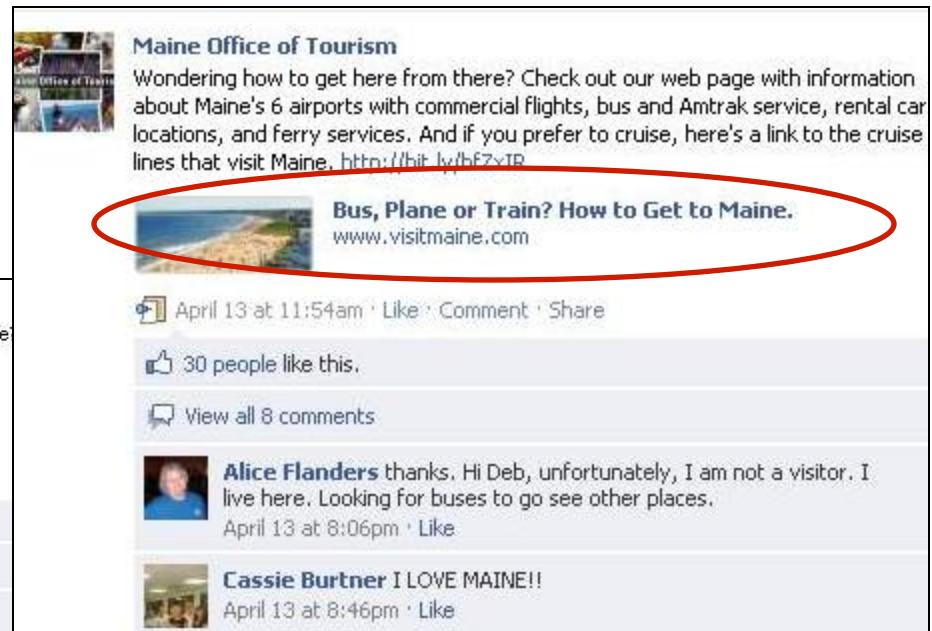 Maine Office of Tourism
Wondering how to get here from there? Check out our web page with information
about Maine's 6 airports with commercial flights, bus and Amtrak service, rental car
locations, and ferry services. And if you prefer to cruise, here's a link to the cruise
lines that visit Maine.
Bus, Plane or Train? How to Get to Maine.
www.visitmaine.com
April 13 at 11:54am · Like · Comment · Share
30 people like this.
View all 8 comments
Alice Flanders thanks. Hi Deb, unfortunately, I am not a visitor. I
live here. Looking for buses to go see other places.
April 13 at 8:06pm · Like
Cassie Burtner I LOVE MAINE!!
April 13 at 8:46pm · Like